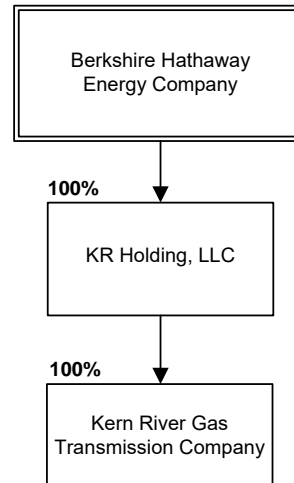 Berkshire Hathaway
Energy Company
100%
KR Holding, LLC
100%
Kern River Gas
Transmission Company